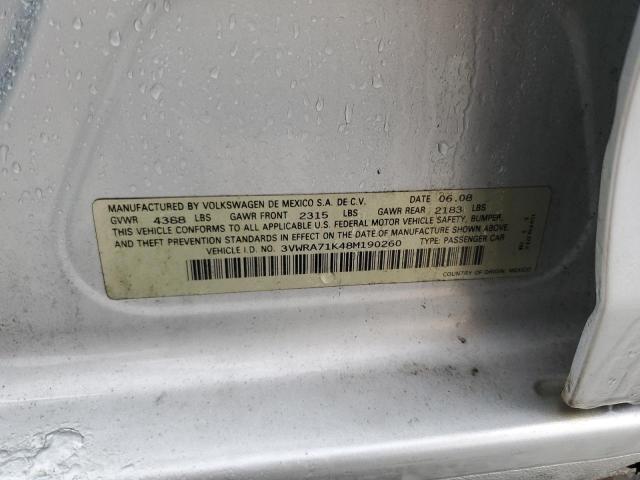 MANUFACTURED BY VOLKSWAGEN DE MEXICO S.A. DE C.V. DATE 06.08
GVWR 4388 LBS GAWR FRONT 2315 LBS GAWR REAR 2183 LBS
THIS VEHICLE CONFORMS TO ALL APPLICABLE U.S. FEDERAL MOTOR VEHICLE SAFETY, BUMPER,
AND THEFT PREVENTION STANDARDS IN EFFECT ON THE DATE OF MANUFACTURE SHOWN ABOVE.
VEHICLE I.D. NO. 3VWRA71K48M190260 TYPE: PASSENGER CAR
COUNTRY OF ORIGIN: MEXICO